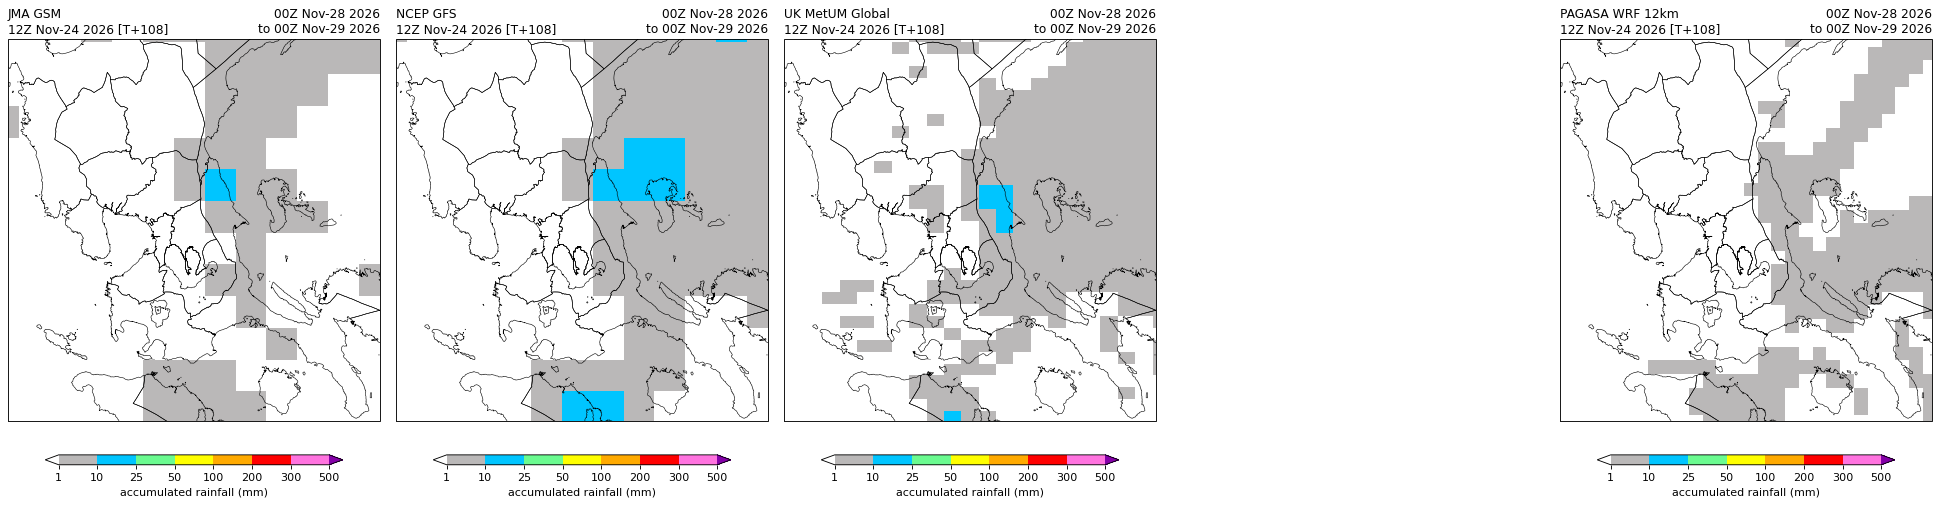 JMA GSM 00Z Nov-28 2026
12Z Nov-24 2026 [T+108] to 00Z Nov-29 2026
1 10 25 50 100 200 300 500
accumulated rainfall (mm)
NCEP GFS 00Z Nov-28 2026
12Z Nov-24 2026 [T+108] to 00Z Nov-29 2026
1 10 25 50 100 200 300 500
accumulated rainfall (mm)
UK MetUM Global 00Z Nov-28 2026
12Z Nov-24 2026 [T+108] to 00Z Nov-29 2026
1 10 25 50 100 200 300 500
accumulated rainfall (mm)
PAGASA WRF 12km 00Z Nov-28 2026
12Z Nov-24 2026 [T+108] to 00Z Nov-29 2026
1 10 25 50 100 200 300 500
accumulated rainfall (mm)